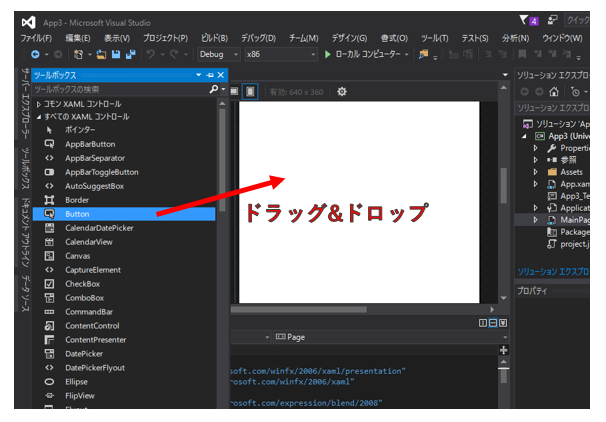 App3 - Microsoft Visual Studio
4
クイック
ファイル(F) 編集(E) 表示(V) プロジェクト(P) ビルド(B) デバッグ(D) チーム(M) デザイン(G) 書式(O) ツール(T) テスト(S) 分析(N) ウィンドウ(W)
Debug x86 ローカル コンピューター
サーバー エクスプローラー
ツールボックス
ドキュメント アウトライン
データ ソース
ツールボックス
ツールボックスの検索
コモン XAML コントロール
すべての XAML コントロール
ポインター
AppBarButton
AppBarSeparator
AppBarToggleButton
AutoSuggestBox
Border
Button
CalendarDatePicker
CalendarView
Canvas
CaptureElement
CheckBox
ComboBox
CommandBar
ContentControl
ContentPresenter
DatePicker
DatePickerFlyout
Ellipse
FlipView
有効: 640 x 360
ドラッグ&ドロップ
Page
soft.com/winfx/2006/xaml/presentation"
rosoft.com/winfx/2006/xaml"
rosoft.com/expression/blend/2008"
ソリューション エクスプロ
ソリューション エクスプロ
ソリューション 'Ap
App3 (Unive
Properti
参照
Assets
App.xam
App3_Te
Applicat
MainPag
Package
project.j
ソリューション エクスプロ
プロパティ